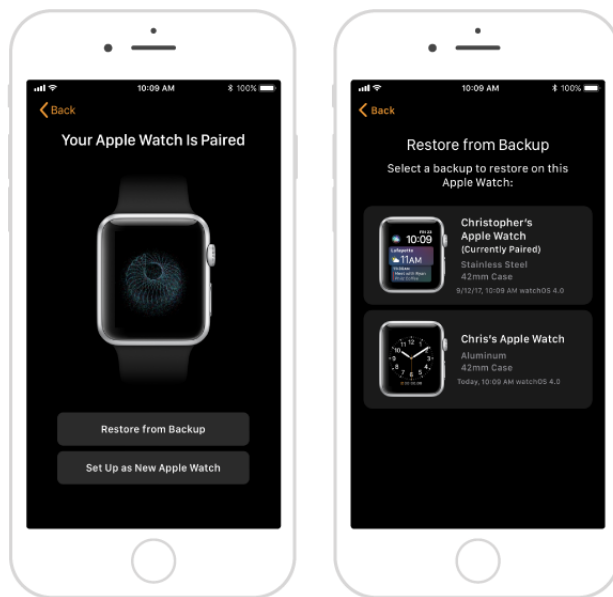 10:09 AM
100%
Back
Your Apple Watch Is Paired
Restore from Backup
Set Up as New Apple Watch
10:09 AM
100%
Back
Restore from Backup
Select a backup to restore on this
Apple Watch:
10:09
Lafayette
11AM
Christopher's
Apple Watch
(Currently Paired)
Stainless Steel
42mm Case
9/12/17, 10:09 AM watchOS 4.0
Chris's Apple Watch
Aluminum
42mm Case
Today, 10:09 AM watchOS 4.0